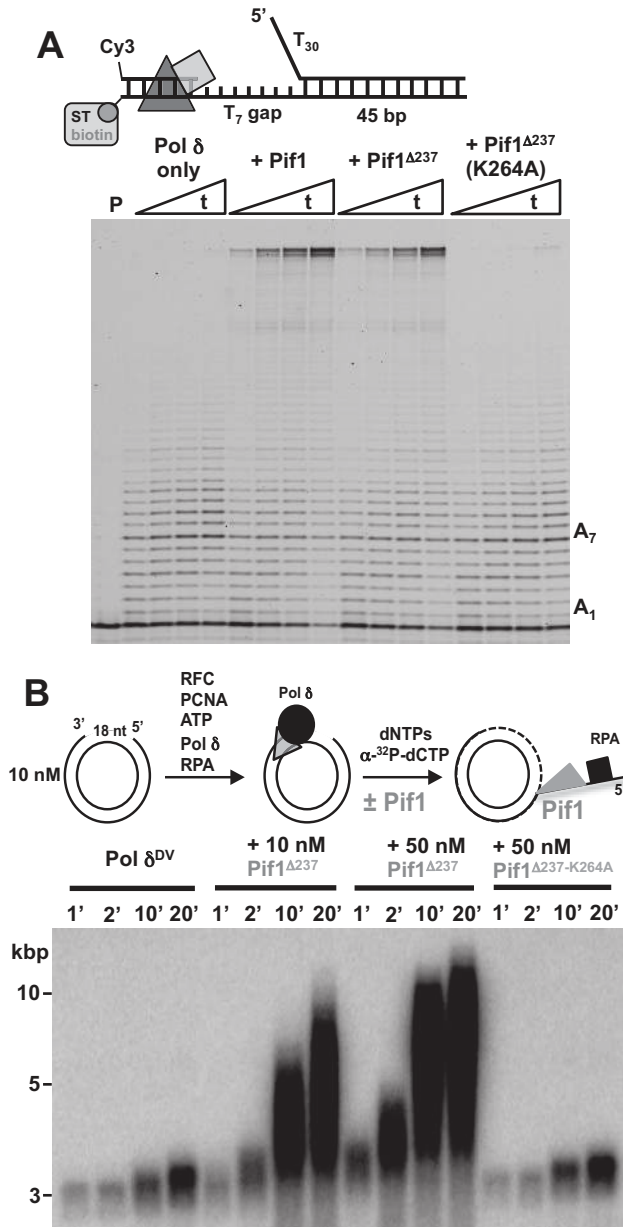 A
5’
T30
Cy3
ST
biotin
T7 gap
45 bp
Pol δ only
+ Pif1
+ Pif1Δ237
+ Pif1Δ237 (K264A)
P
t
t
t
t
A7
A1
B
RFC
PCNA
ATP
Pol δ
RPA
3’ 18 nt 5’
10 nM
Pol δ
dNTPs
α-32P-dCTP
± Pif1
RPA
Pif1
5’
Pol δDV
+ 10 nM
Pif1Δ237
+ 50 nM
Pif1Δ237
+ 50 nM
Pif1Δ237-K264A
1’ 2’ 10’ 20’ 1’ 2’ 10’ 20’ 1’ 2’ 10’ 20’ 1’ 2’ 10’ 20’
kbp
10
5
3